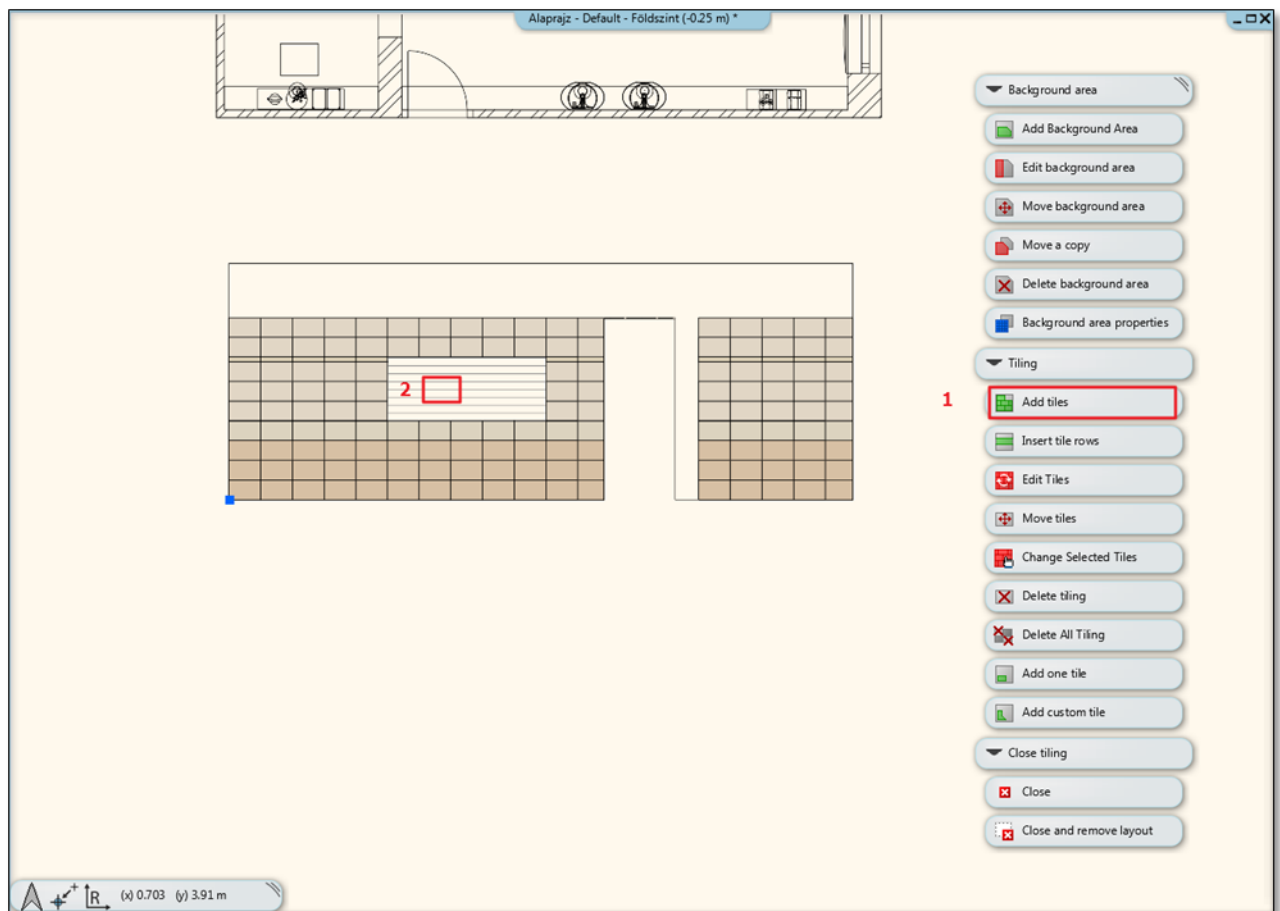 Alaprajz - Default - Földszint (-0.25 m) *
Background area
Add Background Area
Edit background area
Move background area
Move a copy
Delete background area
Background area properties
Tiling
1
Add tiles
2
Insert tile rows
Edit Tiles
Move tiles
Change Selected Tiles
Delete tiling
Delete All Tiling
Add one tile
Add custom tile
Close tiling
Close
Close and remove layout
R
(x) 0.703 (y) 3.91 m